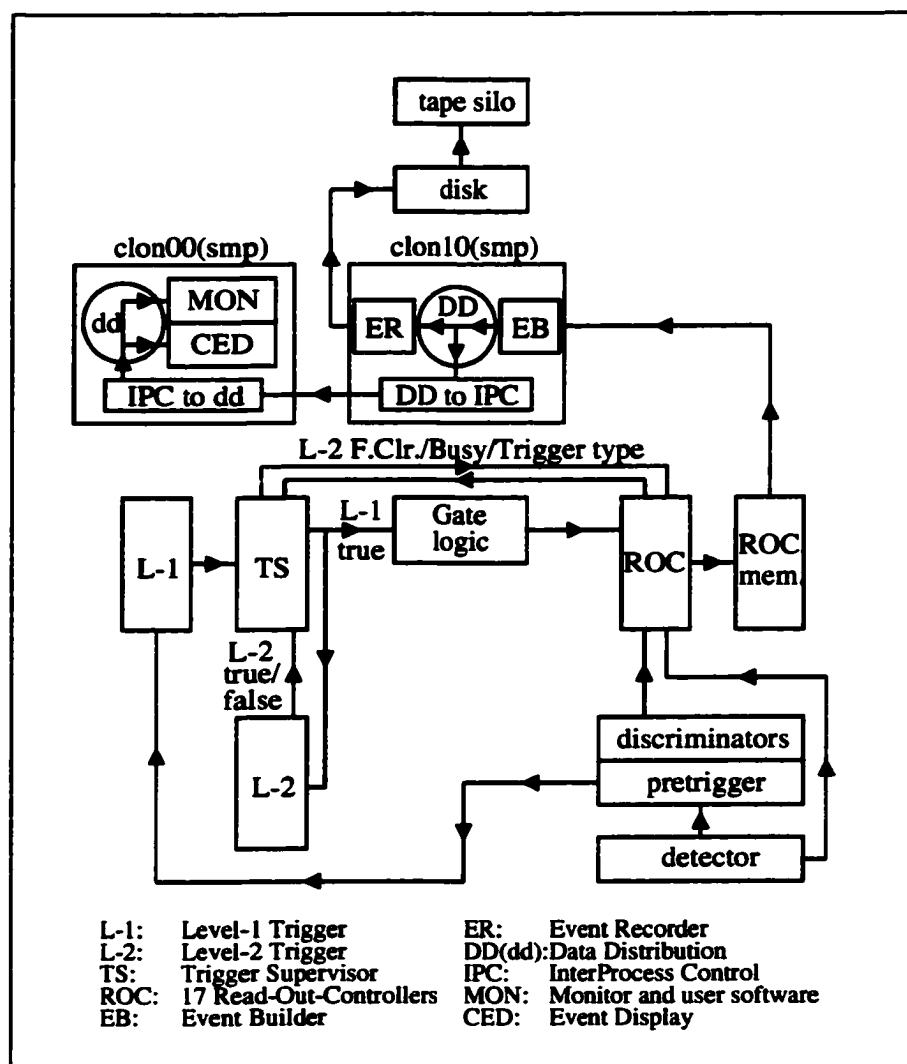 tape silo
disk
clon00(smp)
clon10(smp)
dd
MON
CED
IPC to dd
ER
DD
EB
DD to IPC
L-2 F.Clr./Busy/Trigger type
L-1
TS
L-1
true
Gate
logic
ROC
ROC
mem.
L-2
true/
false
L-2
discriminators
pretrigger
detector
L-1: Level-1 Trigger
L-2: Level-2 Trigger
TS: Trigger Supervisor
ROC: 17 Read-Out-Controllers
EB: Event Builder
ER: Event Recorder
DD(dd):Data Distribution
IPC: InterProcess Control
MON: Monitor and user software
CED: Event Display